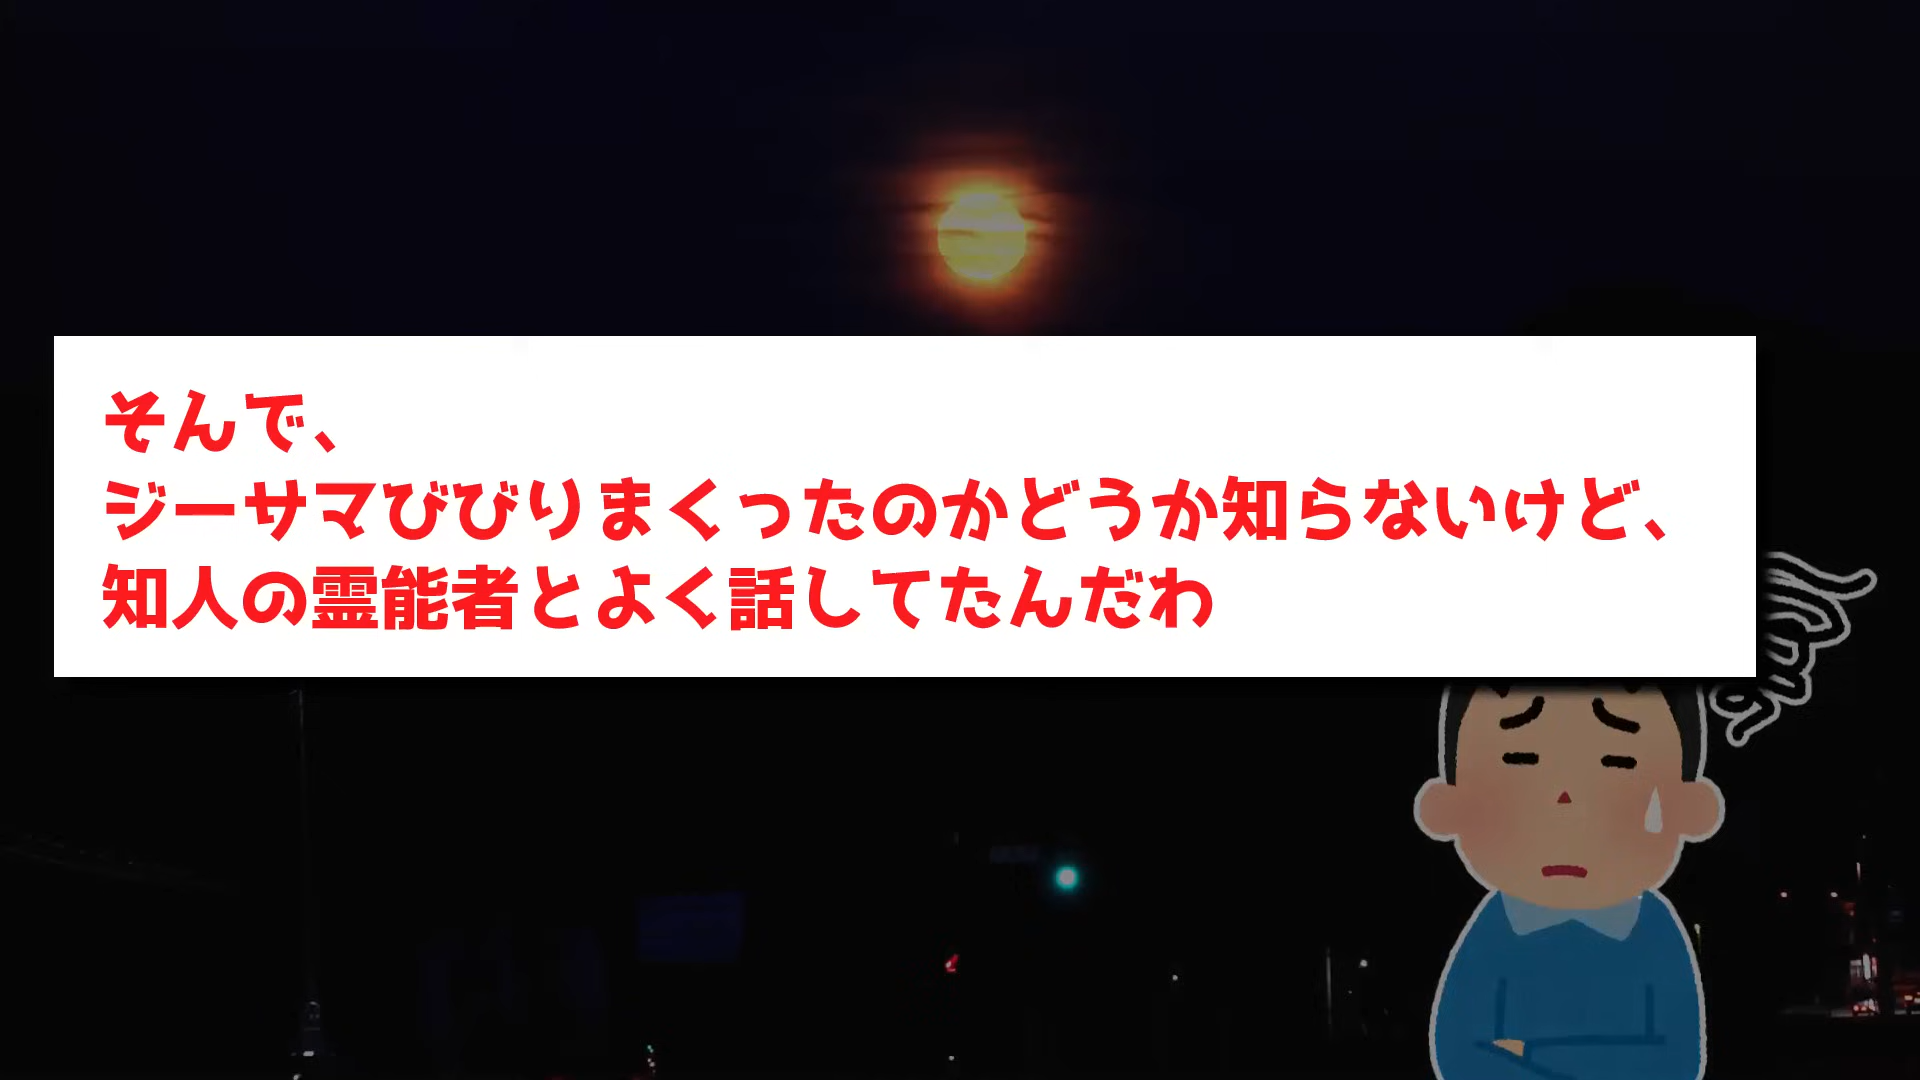 そんで、
ジーサマびびりまくったのかどうか知らないけど、
知人の霊能者とよく話してたんだわ